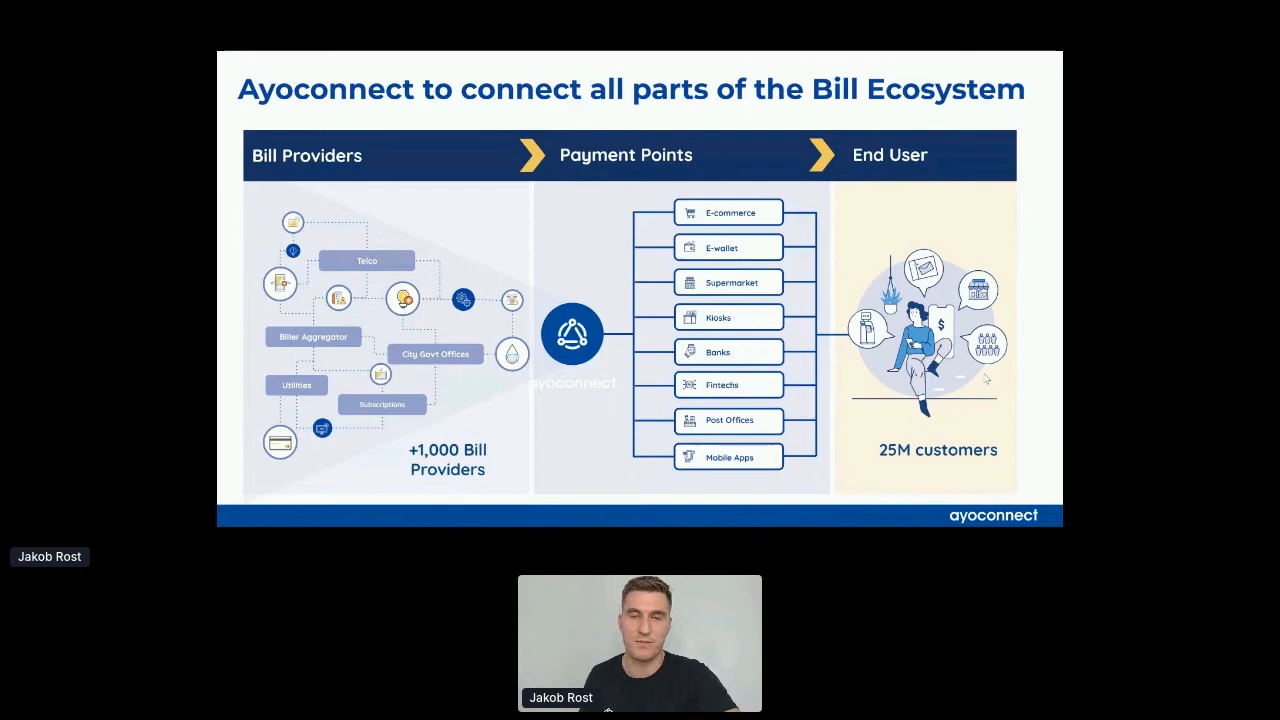 Ayoconnect to connect all parts of the Bill Ecosystem
Bill Providers
Payment Points
End User
Telco
Biller Aggregator
City Govt Offices
Utilities
Subscriptions
+1,000 Bill
Providers
ayoconnect
E-commerce
E-wallet
Supermarket
Kiosks
Banks
Fintechs
Post Offices
Mobile Apps
$
25M customers
ayoconnect
Jakob Rost
Jakob Rost